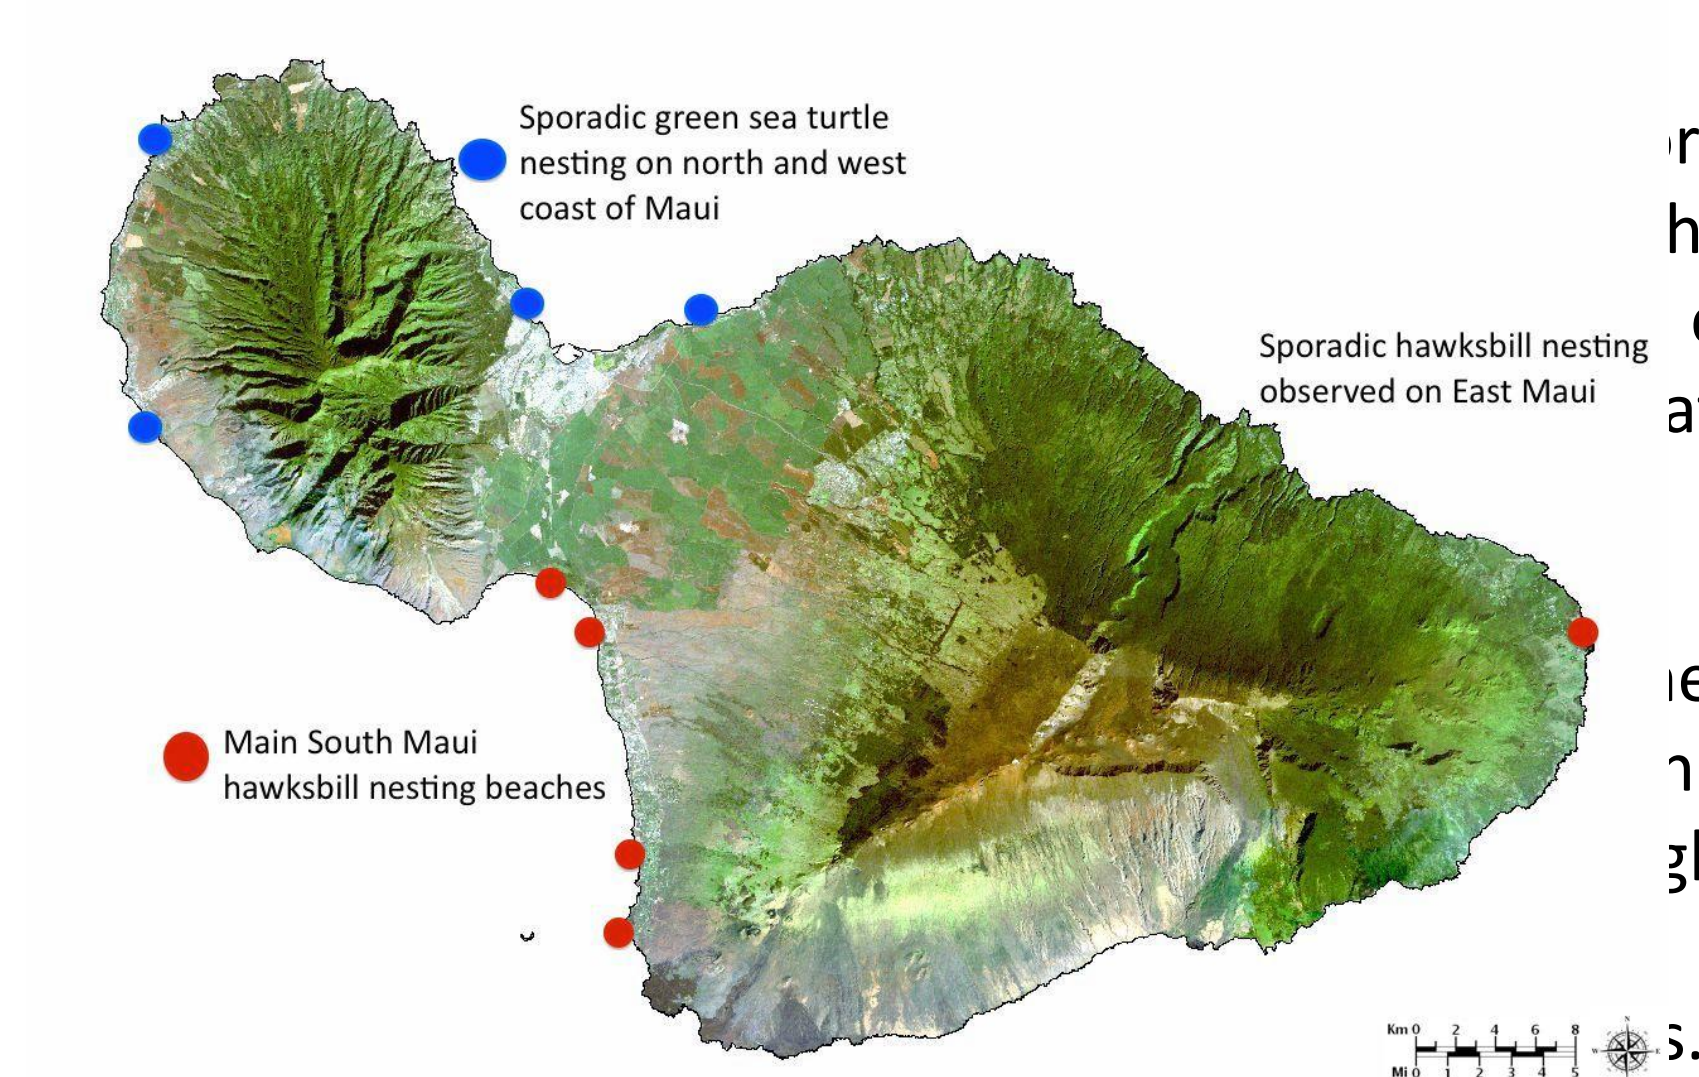 Sporadic green sea turtle
nesting on north and west
coast of Maui
Sporadic hawksbill nesting
observed on East Maui
Main South Maui
hawksbill nesting beaches
Km 0 2 4 6 8
Mi 0 1 2 3 4 5
N
W E
s.